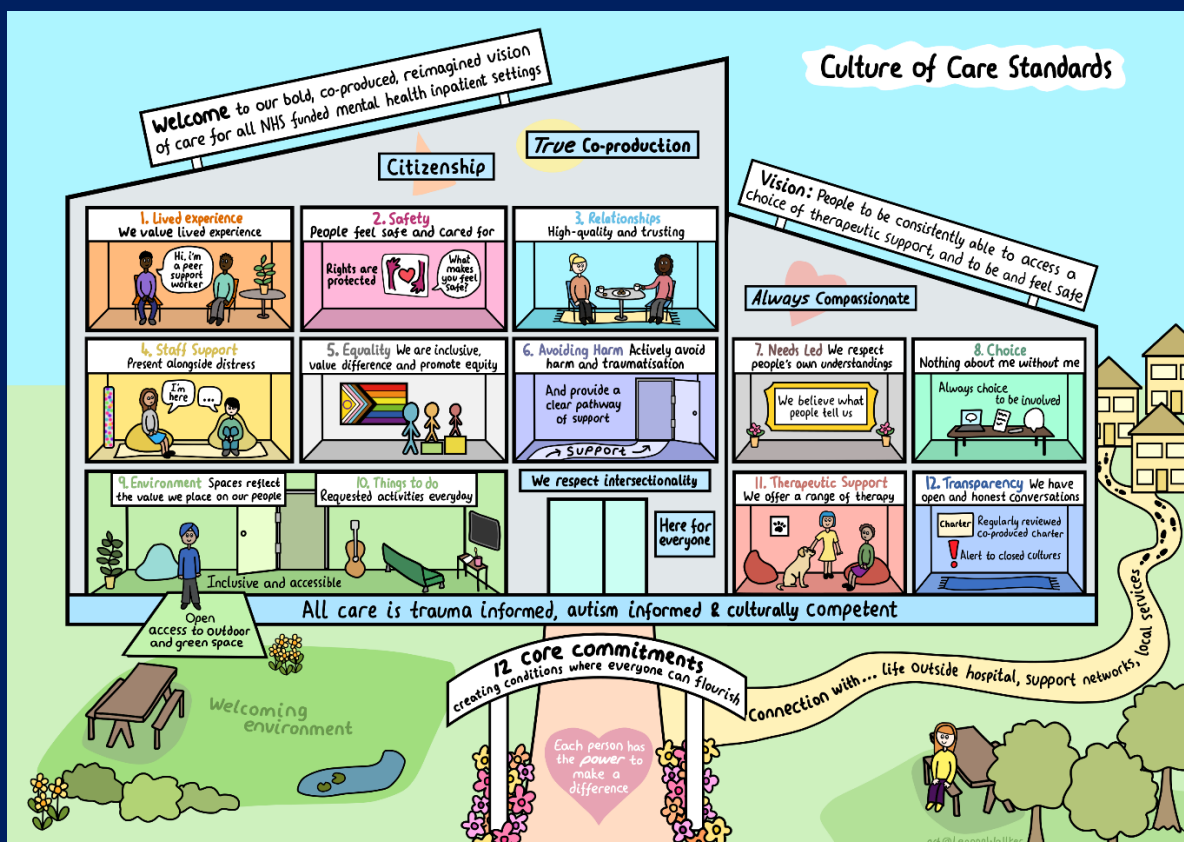 Culture of Care Standards
Welcome to our bold, co-produced, reimagined vision
of care for all NHS funded mental health inpatient settings
Citizenship
True Co-production
Vision: People to be consistently able to access a
choice of therapeutic support, and to be and feel safe
Always Compassionate
1. Lived experience
We value lived experience
Hi, i'm
a peer
support
worker
2. Safety
People feel safe and cared for
Rights are
protected
What
makes
you feel
safe?
3. Relationships
High-quality and trusting
4. Staff Support
Present alongside distress
I'm
here
...
5. Equality We are inclusive,
value difference and promote equity
6. Avoiding Harm Actively avoid
harm and traumatisation
And provide a
clear pathway
of support
SUPPORT
7. Needs Led We respect
people's own understandings
We believe what
people tell us
8. Choice
Nothing about me without me
Always choice
to be involved
9. Environment Spaces reflect
the value we place on our people
10. Things to do
Requested activities everyday
Inclusive and accessible
Open
access to outdoor
and green space
We respect intersectionality
Here for
everyone
11. Therapeutic Support
We offer a range of therapy
12. Transparency We have
open and honest conversations
Charter
Regularly reviewed
co-produced charter
!
Alert to closed cultures
All care is trauma informed, autism informed & culturally competent
12 core commitments
creating conditions where everyone can flourish
Connection with... life outside hospital, support networks, local services...
Welcoming
environment
Each person has
the power to
make a
difference